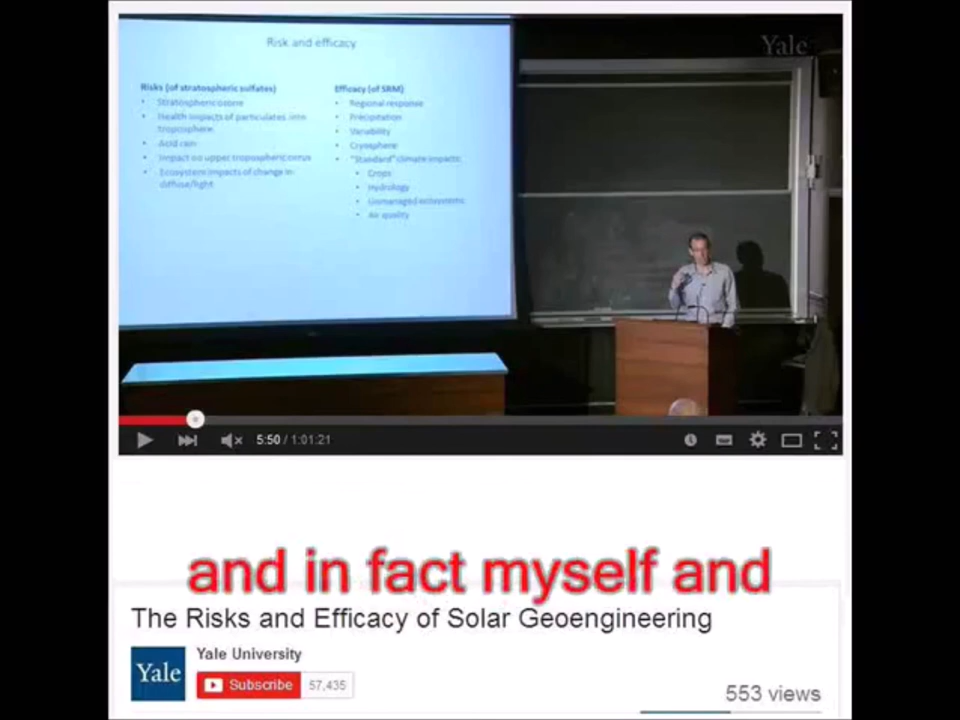 Risk and efficacy
Yale
Risks (of stratospheric sulfates)
• Stratospheric ozone
• Health impacts of particulates into
troposphere
• Acid rain
• Impact on upper tropospheric cirrus
• Ecosystem impacts of change in
diffuse/light
Efficacy (of SRM)
• Regional response
• Precipitation
• Variability
• Cryosphere
• "Standard" climate impacts:
• Crops
• Hydrology
• Unmanaged ecosystems
• Air quality
5:50 / 1:01:21
and in fact myself and
The Risks and Efficacy of Solar Geoengineering
Yale
Yale University
Subscribe 57,435
553 views